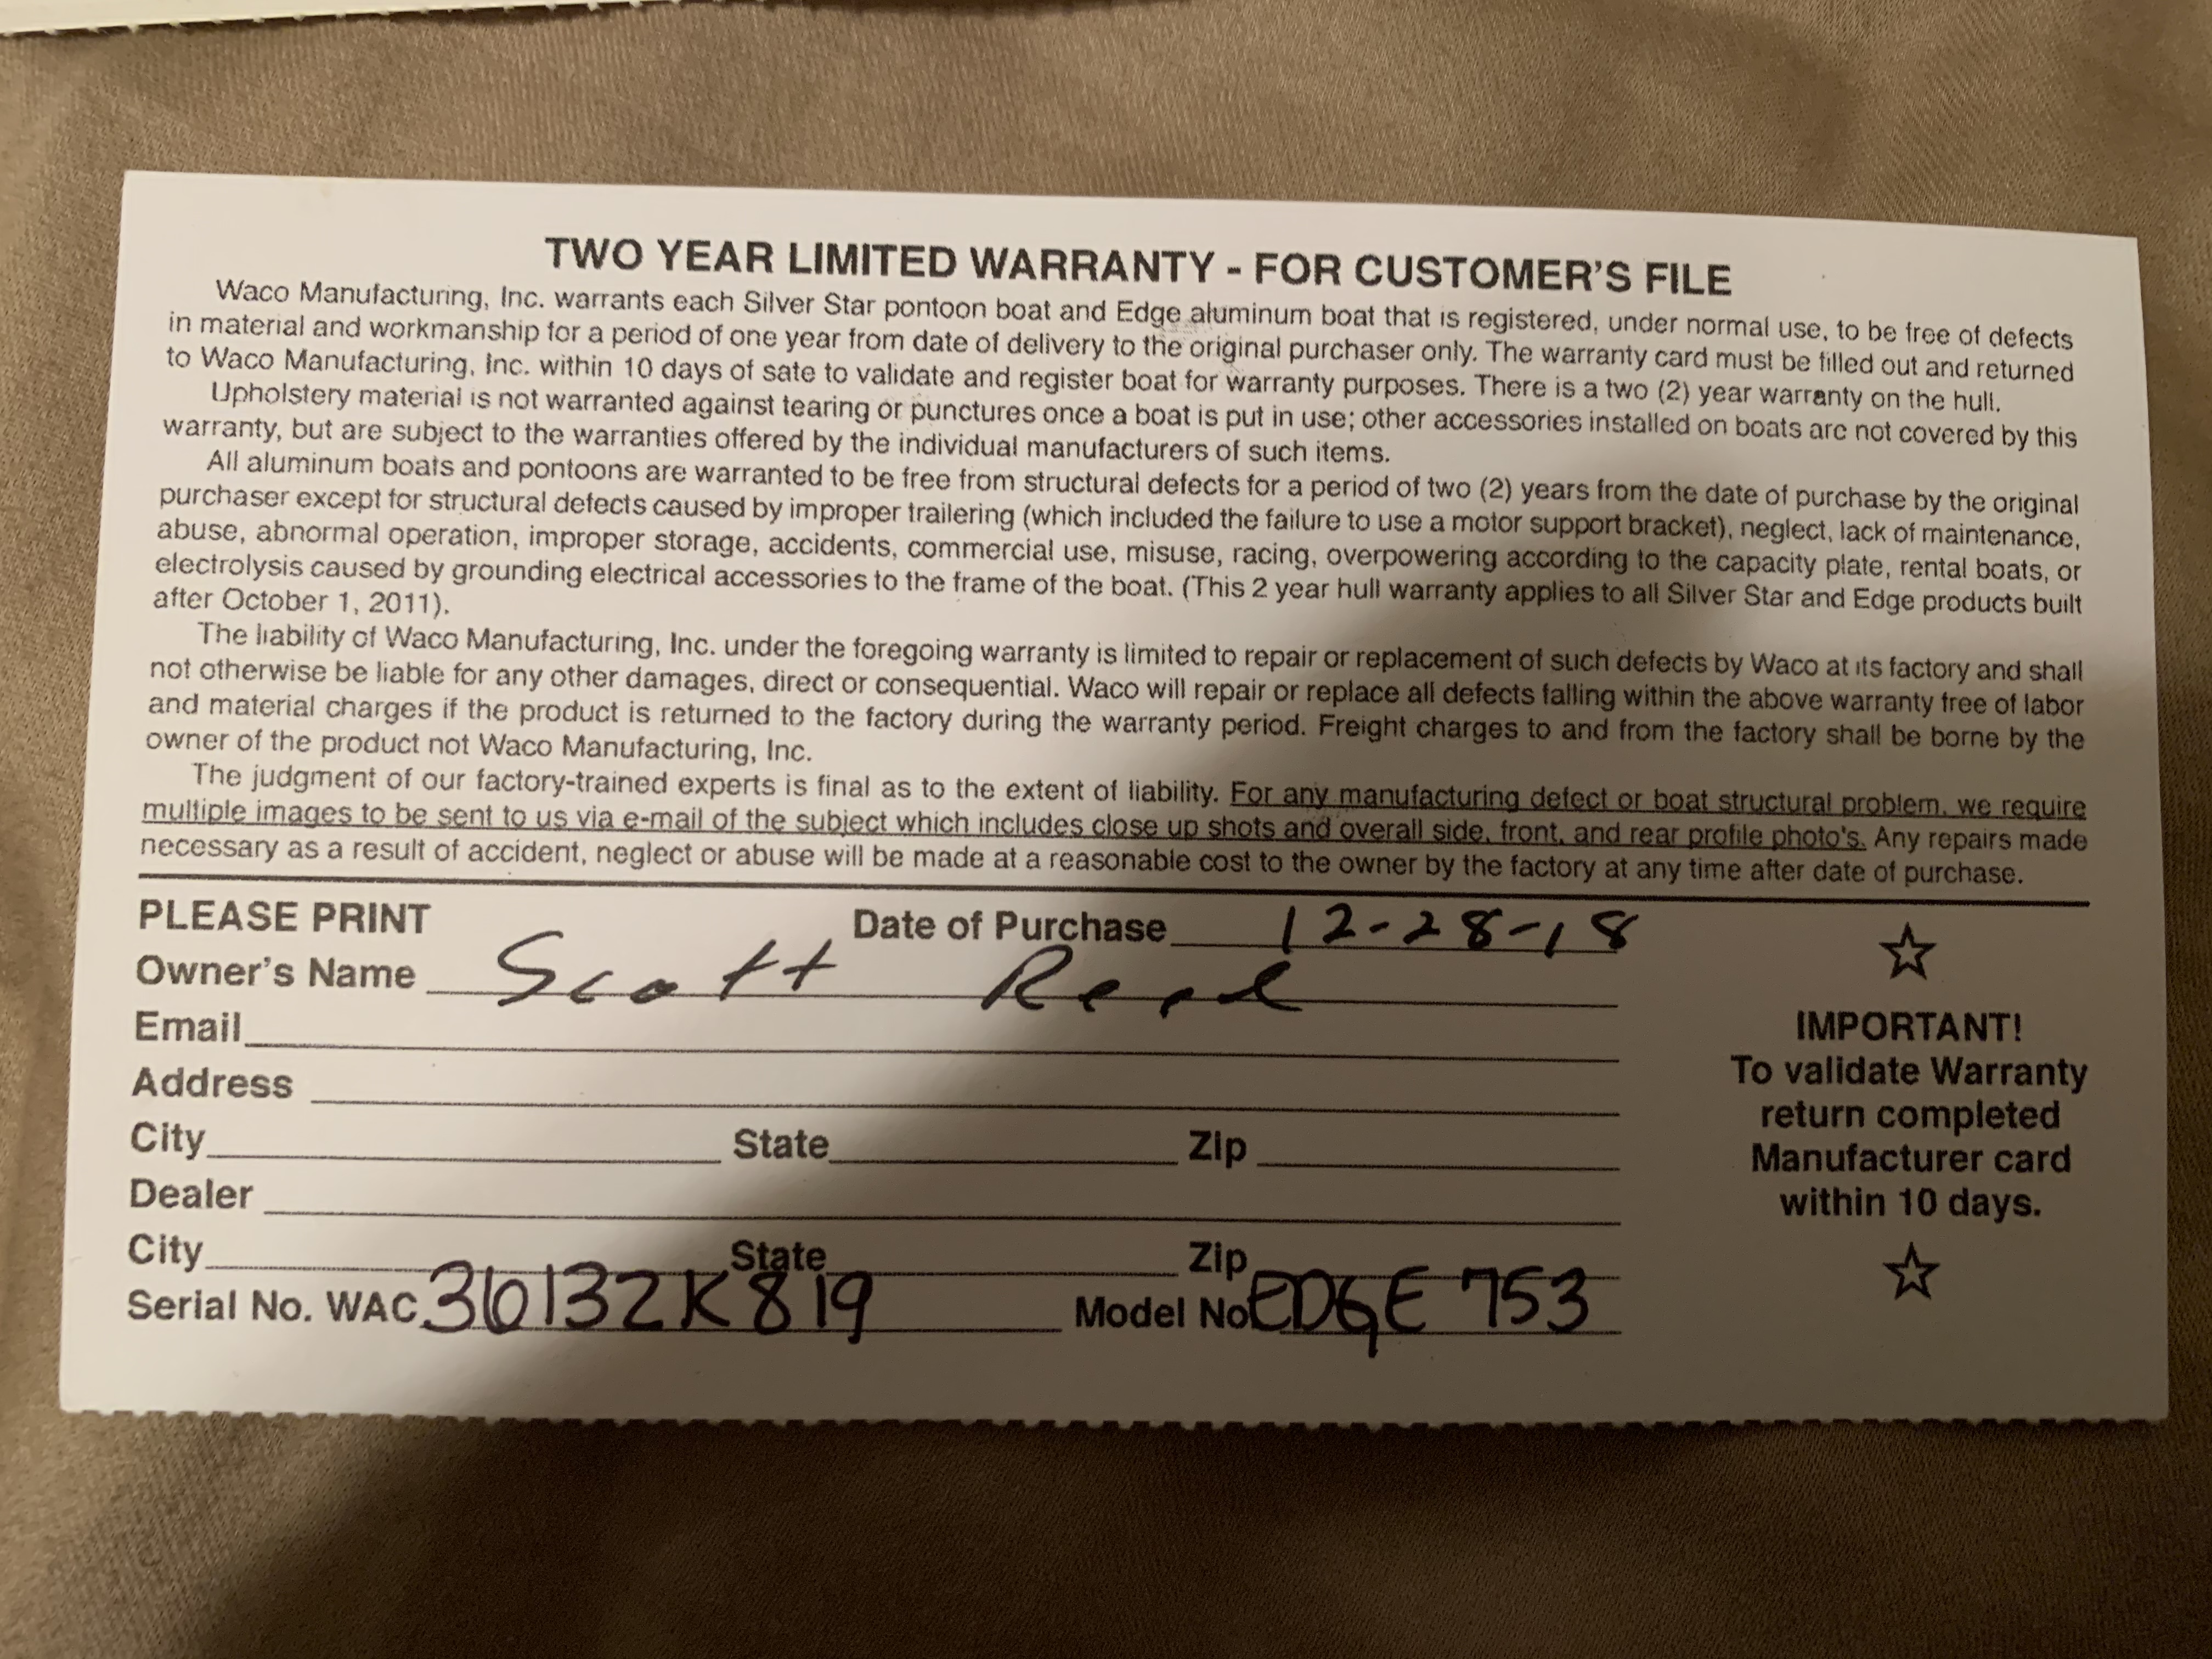 TWO YEAR LIMITED WARRANTY - FOR CUSTOMER'S FILE
Waco Manufacturing, Inc. warrants each Silver Star pontoon boat and Edge aluminum boat that is registered, under normal use, to be free of defects
in material and workmanship for a period of one year from date of delivery to the original purchaser only. The warranty card must be filled out and returned
to Waco Manufacturing, Inc. within 10 days of sate to validate and register boat for warranty purposes. There is a two (2) year warranty on the hull.
Upholstery material is not warranted against tearing or punctures once a boat is put in use; other accessories installed on boats are not covered by this
warranty, but are subject to the warranties offered by the individual manufacturers of such items.
All aluminum boats and pontoons are warranted to be free from structural defects for a period of two (2) years from the date of purchase by the original
purchaser except for structural defects caused by improper trailering (which included the failure to use a motor support bracket), neglect, lack of maintenance,
abuse, abnormal operation, improper storage, accidents, commercial use, misuse, racing, overpowering according to the capacity plate, rental boats, or
electrolysis caused by grounding electrical accessories to the frame of the boat. (This 2 year hull warranty applies to all Silver Star and Edge products built
after October 1, 2011).
The liability of Waco Manufacturing, Inc. under the foregoing warranty is limited to repair or replacement of such defects by Waco at its factory and shall
not otherwise be liable for any other damages, direct or consequential. Waco will repair or replace all defects falling within the above warranty free of labor
and material charges if the product is returned to the factory during the warranty period. Freight charges to and from the factory shall be borne by the
owner of the product not Waco Manufacturing, Inc.
The judgment of our factory-trained experts is final as to the extent of liability. For any manufacturing defect or boat structural problem, we require
multiple images to be sent to us via e-mail of the subject which includes close up shots and overall side, front, and rear profile photo's. Any repairs made
necessary as a result of accident, neglect or abuse will be made at a reasonable cost to the owner by the factory at any time after date of purchase.
PLEASE PRINT Date of Purchase 12-28-18
Owner's Name Scott
Email
Address
City State Zip
Dealer
City State Zip
Serial No. WAC 36132K819 Model No EDGE 753
IMPORTANT!
To validate Warranty
return completed
Manufacturer card
within 10 days.